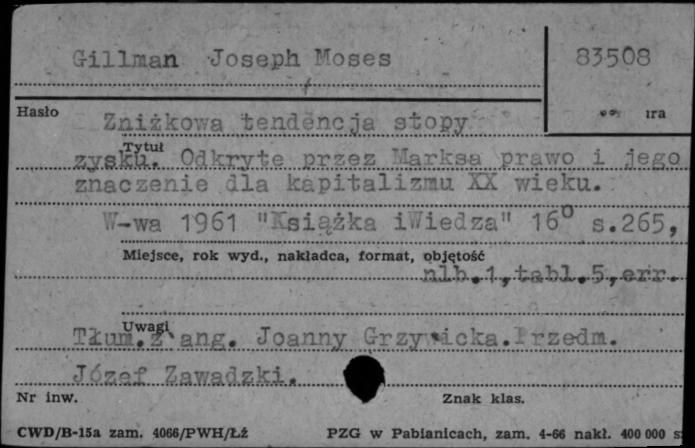 Gillman Joseph Moses 83508
Hasło
Zniżkowa tendencja stopy
Tytuł
zysku. Odkryte przez Marksa prawo i jego
znaczenie dla kapitalizmu XX wieku.
W-wa 1961 "Książka iWiedza" 16° s.265,
Miejsce, rok wyd., nakładca, format, objętość
nlb.1,tabl.5,err.
Uwagi
Tłum.z ang. Joanny Grzywicka.Przedm.
Józef Zawadzki.
Nr inw. Znak klas.
CWD/B-15a zam. 4066/PWH/Łź PZG w Pabianicach, zam. 4-66 nakł. 400 000